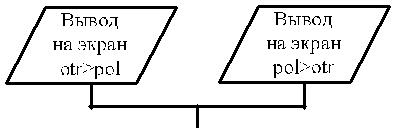 Вывод
на экран
otr>pol
Вывод
на экран
pol>otr